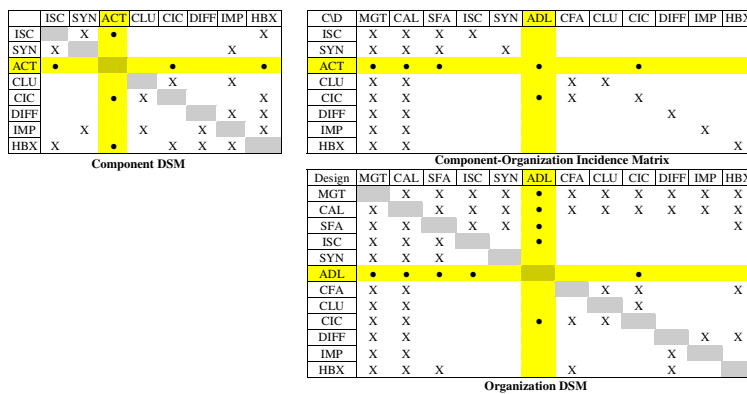 ISC SYN ACT CLU CIC DIFF IMP HBX
ISC X ● X
SYN X X
ACT ● ● ●
CLU X X
CIC ● X X
DIFF X X
IMP X X X X
HBX X ● X X X
Component DSM
C\D MGT CAL SFA ISC SYN ADL CFA CLU CIC DIFF IMP HBX
ISC X X X X
SYN X X X X
ACT ● ● ● ● ●
CLU X X X X
CIC X X ● X X
DIFF X X X
IMP X X X
HBX X X X
Component-Organization Incidence Matrix
Design MGT CAL SFA ISC SYN ADL CFA CLU CIC DIFF IMP HBX
MGT X X X X ● X X X X X X
CAL X X X X ● X X X X X X
SFA X X X X ● X
ISC X X X ●
SYN X X X
ADL ● ● ● ● ●
CFA X X X X X
CLU X X X
CIC X X ● X X
DIFF X X X X
IMP X X X
HBX X X X X X
Organization DSM